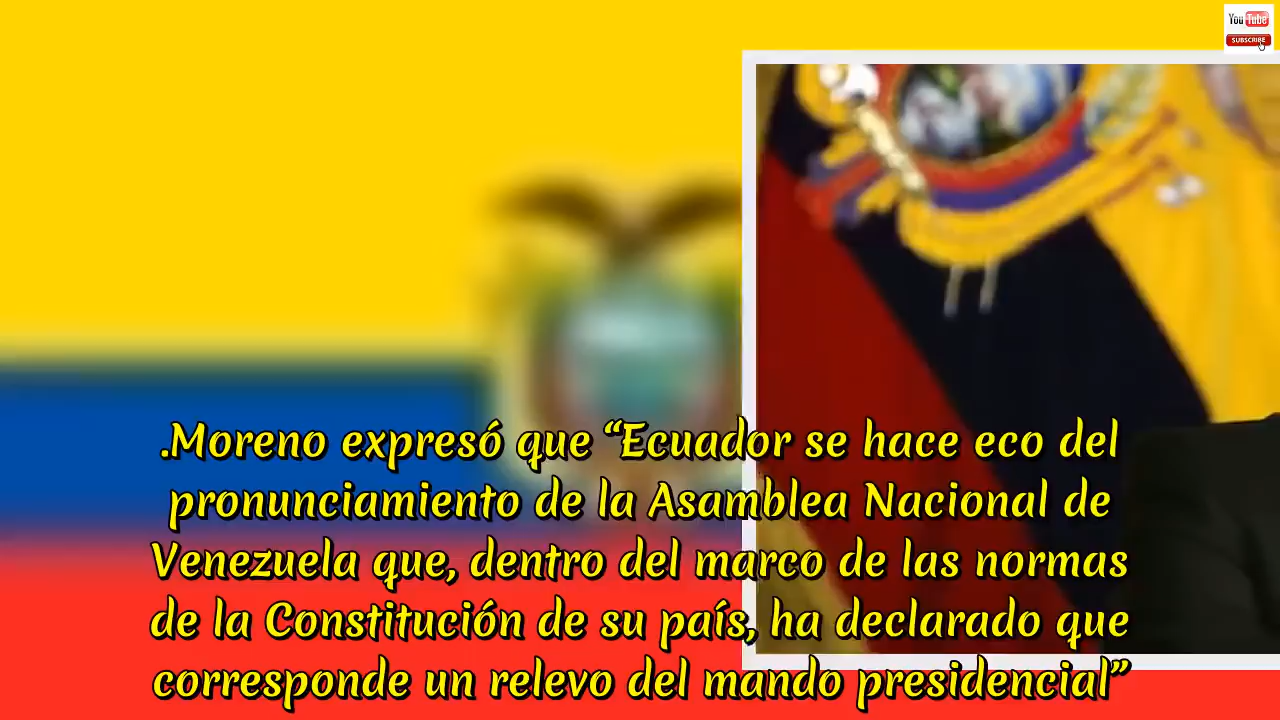 You Tube
SUBSCRIBE
.Moreno expresó que “Ecuador se hace eco del
pronunciamiento de la Asamblea Nacional de
Venezuela que, dentro del marco de las normas
de la Constitución de su país, ha declarado que
corresponde un relevo del mando presidencial”